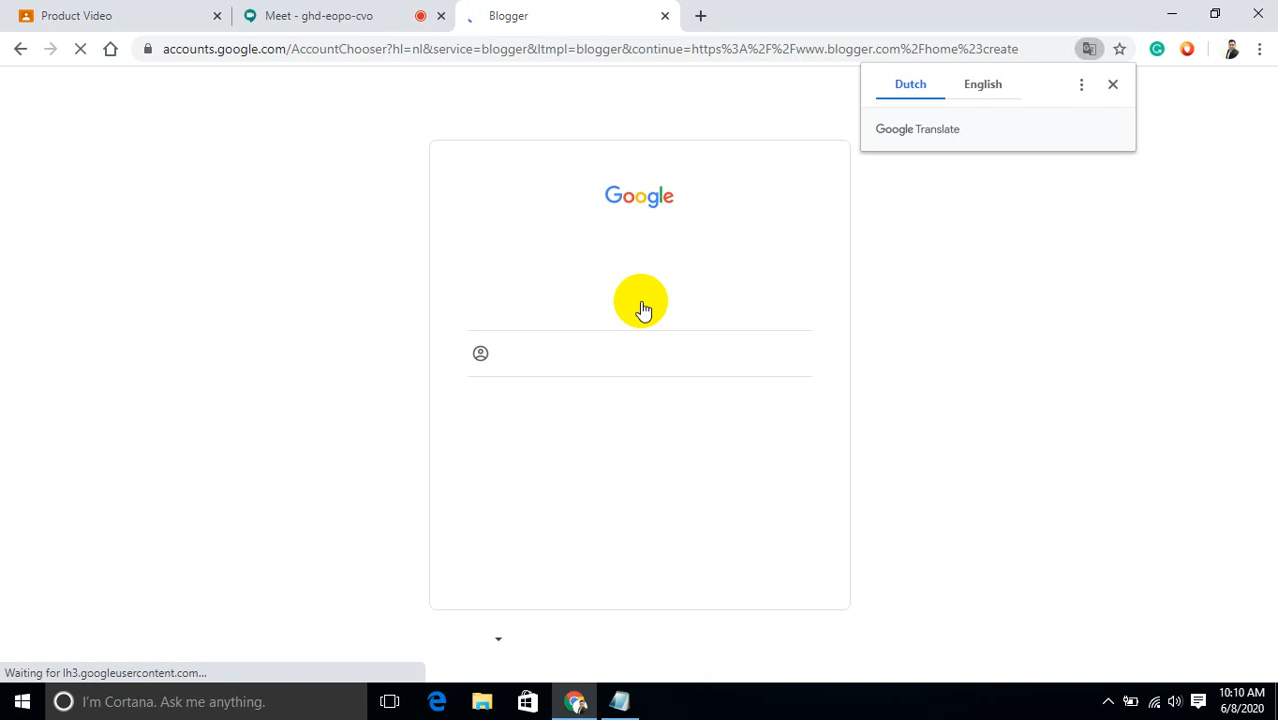 Product Video
Meet - ghd-eopo-cvo
Blogger
accounts.google.com/AccountChooser?hl=nl&service=blogger&ltmpl=blogger&continue=https%3A%2F%2Fwww.blogger.com%2Fhome%23create
Dutch
English
Google Translate
Google
Waiting for lh3.googleusercontent.com...
I'm Cortana. Ask me anything.
10:10 AM
6/8/2020